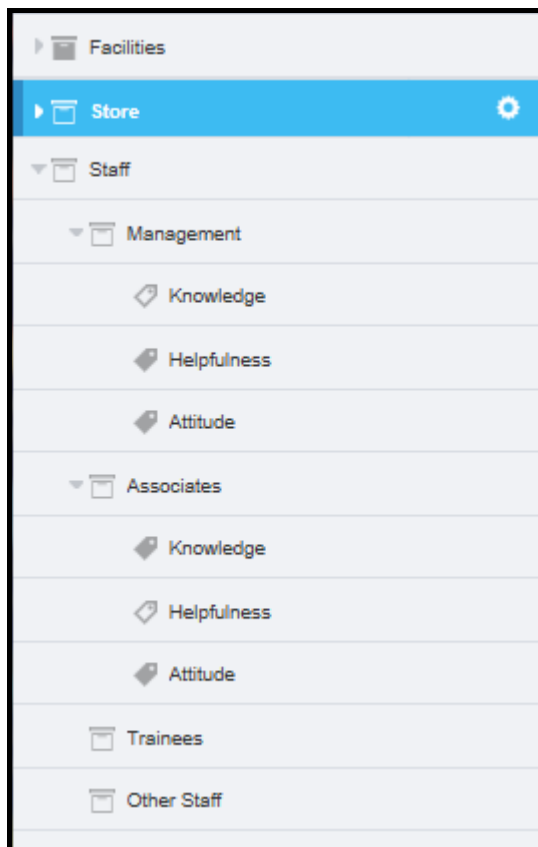 Facilities
Store
Staff
Management
Knowledge
Helpfulness
Attitude
Associates
Knowledge
Helpfulness
Attitude
Trainees
Other Staff